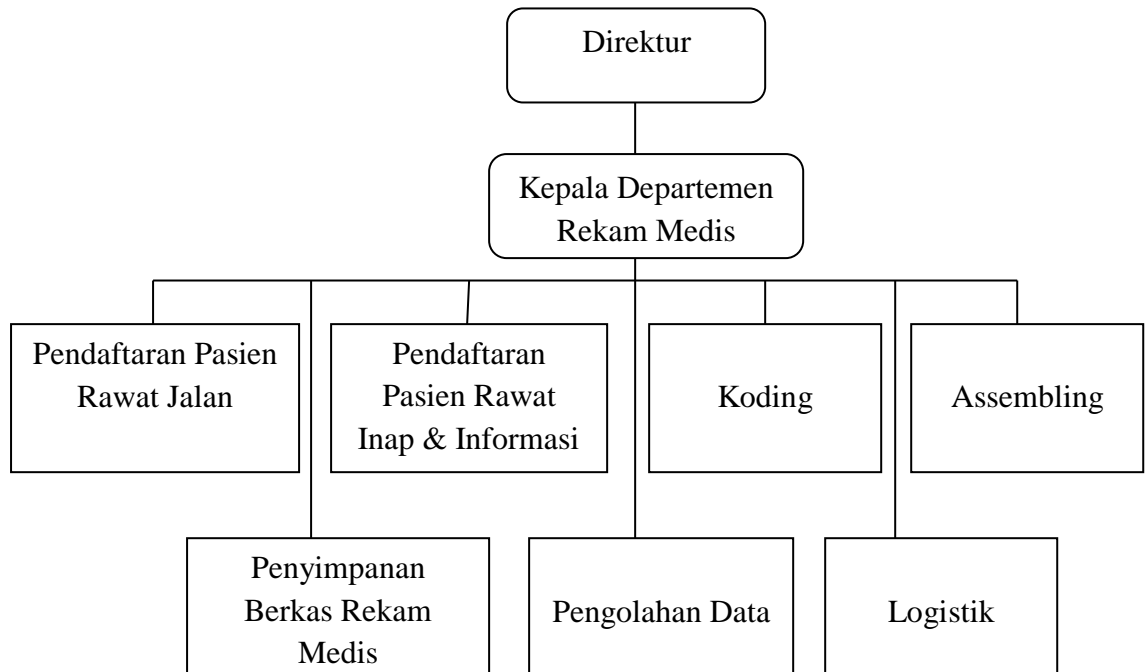 Direktur
Kepala Departemen
Rekam Medis
Pendaftaran Pasien
Rawat Jalan
Pendaftaran
Pasien Rawat
Inap & Informasi
Koding
Assembling
Penyimpanan
Berkas Rekam
Medis
Pengolahan Data
Logistik